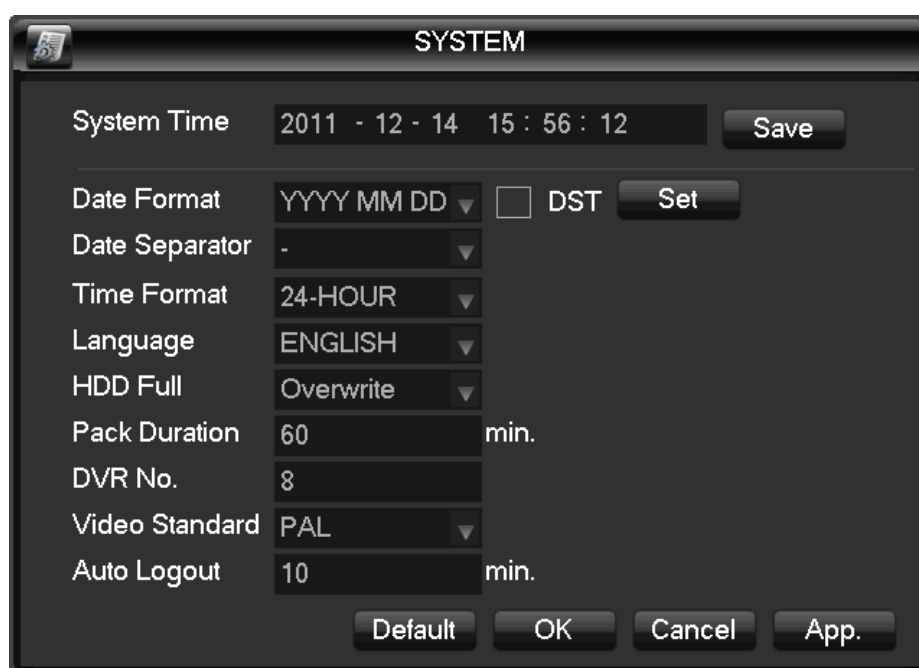 SYSTEM
System Time 2011 - 12 - 14 15 : 56 : 12 Save
Date Format YYYY MM DD DST Set
Date Separator -
Time Format 24-HOUR
Language ENGLISH
HDD Full Overwrite
Pack Duration 60 min.
DVR No. 8
Video Standard PAL
Auto Logout 10 min.
Default OK Cancel App.